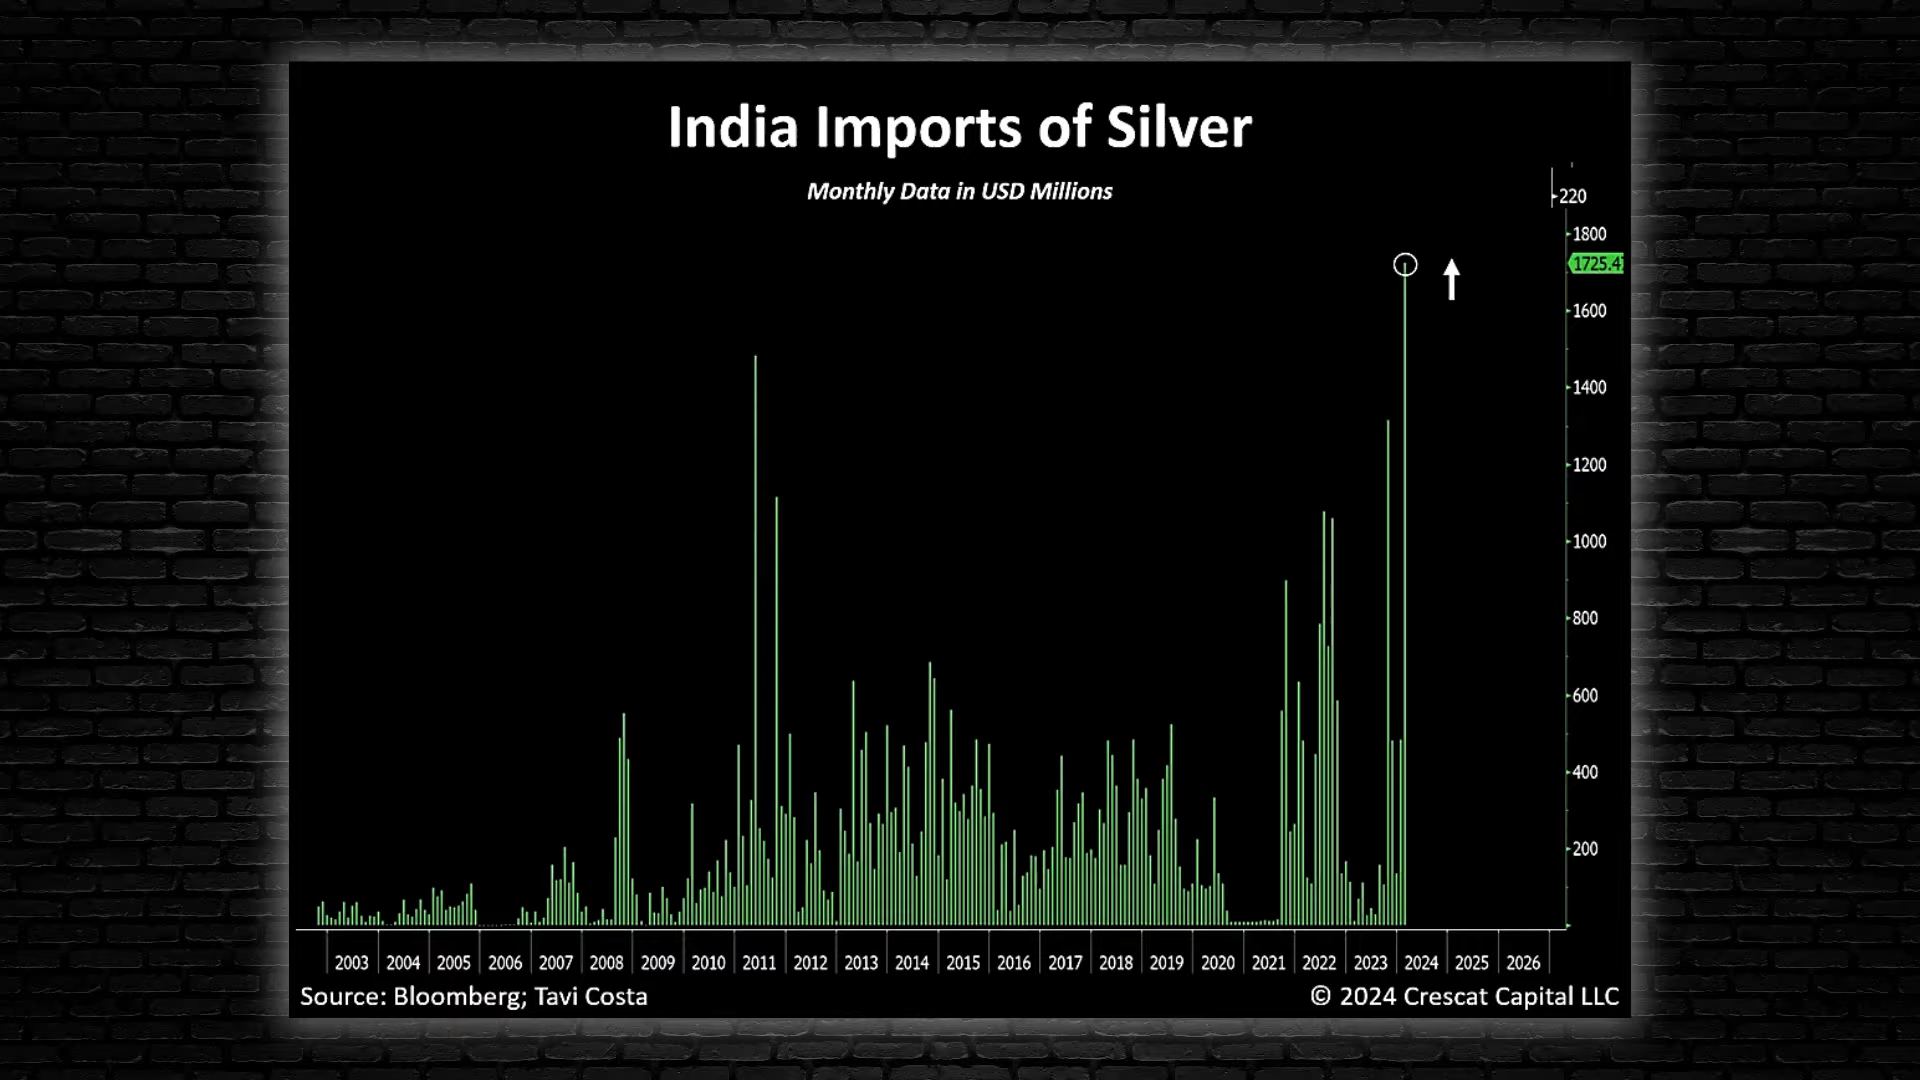 India Imports of Silver
Monthly Data in USD Millions
220
1800
1725.4
1600
1400
1200
1000
800
600
400
200
2003 2004 2005 2006 2007 2008 2009 2010 2011 2012 2013 2014 2015 2016 2017 2018 2019 2020 2021 2022 2023 2024 2025 2026
Source: Bloomberg; Tavi Costa
© 2024 Crescat Capital LLC